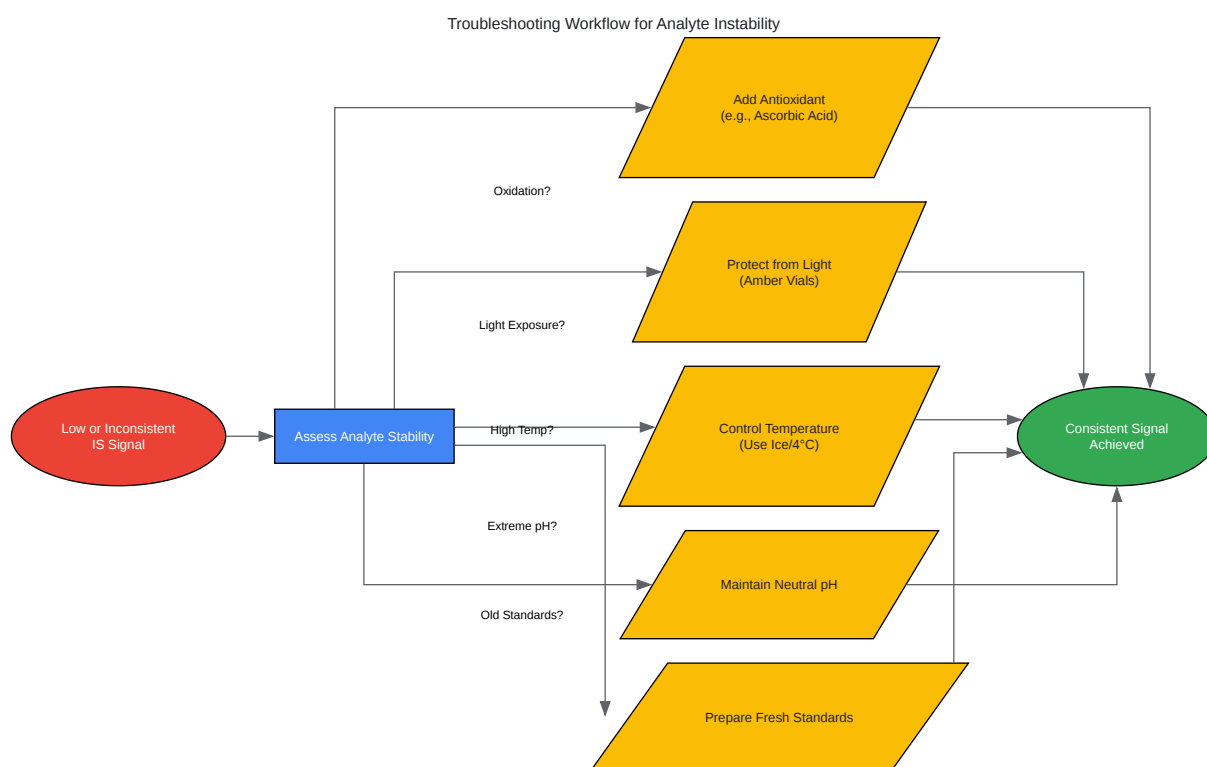 Troubleshooting Workflow for Analyte Instability
Add Antioxidant
(e.g., Ascorbic Acid)
Oxidation?
Protect from Light
(Amber Vials)
Light Exposure?
Low or Inconsistent
IS Signal
Assess Analyte Stability
High Temp?
Control Temperature
(Use Ice/4°C)
Consistent Signal
Achieved
Extreme pH?
Maintain Neutral pH
Old Standards?
Prepare Fresh Standards